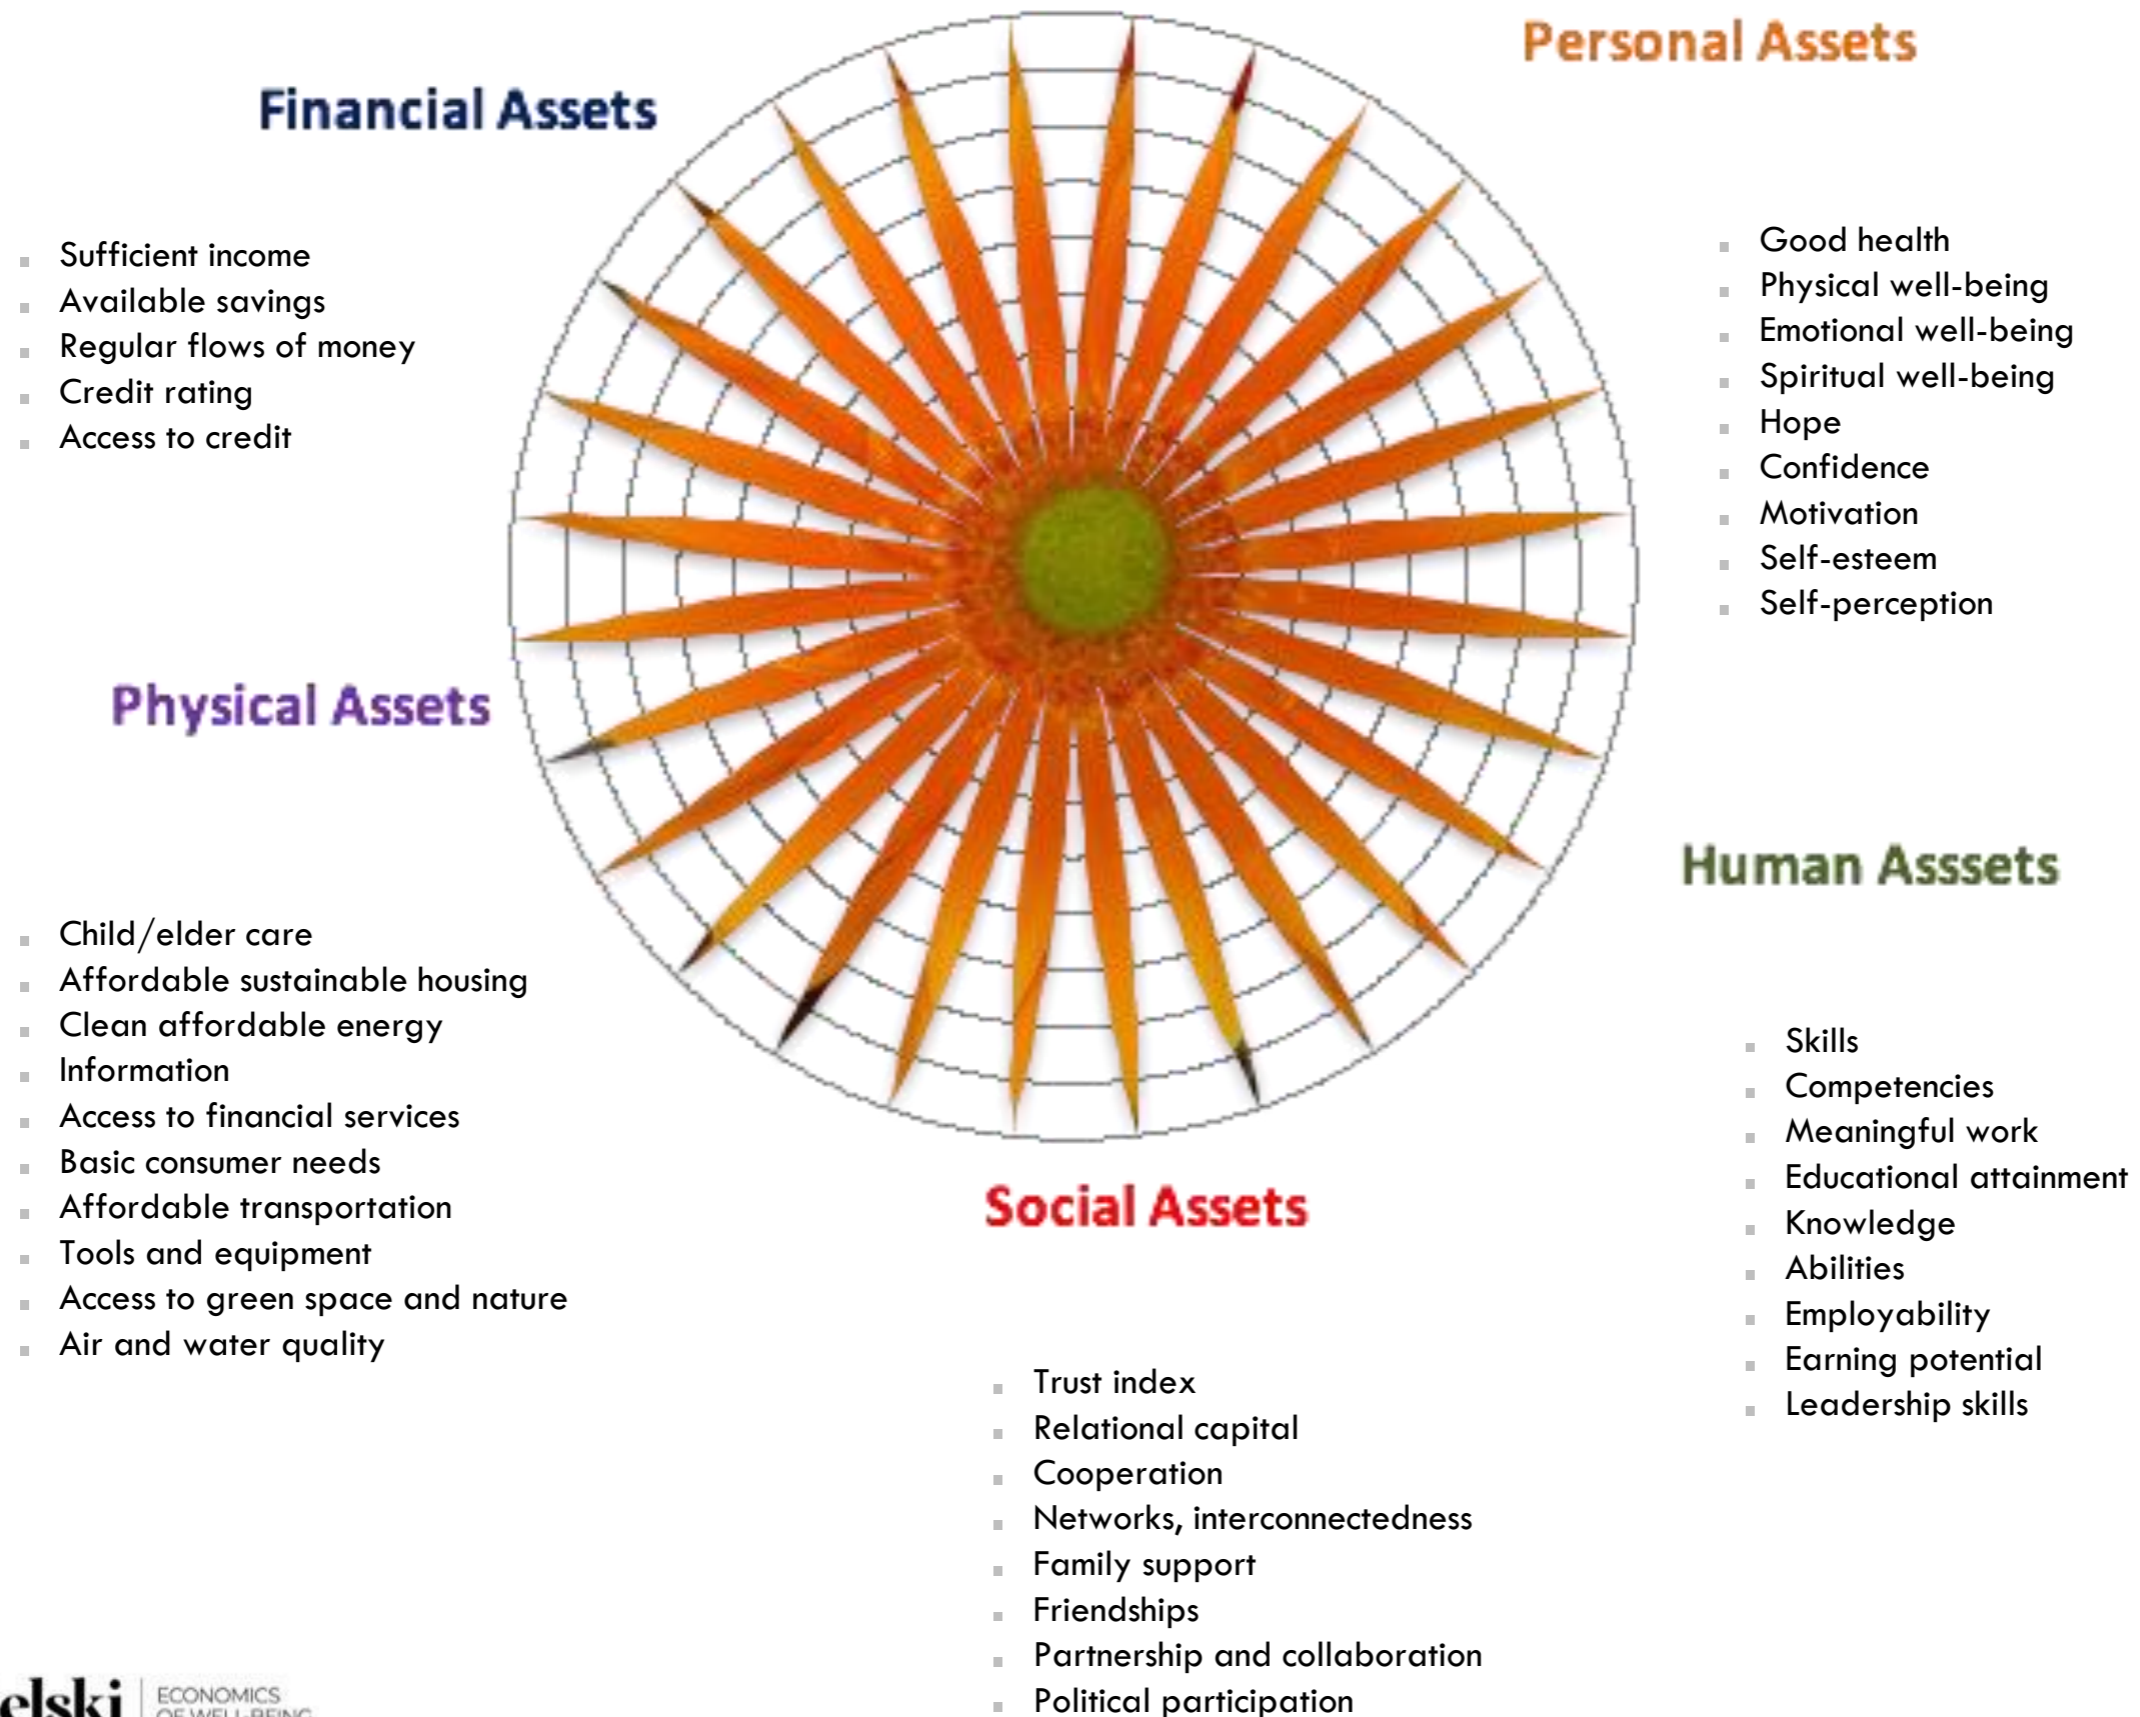 Personal Assets
Financial Assets
Sufficient income
Available savings
Regular flows of money
Credit rating
Access to credit
Good health
Physical well-being
Emotional well-being
Spiritual well-being
Hope
Confidence
Motivation
Self-esteem
Self-perception
Physical Assets
Child/elder care
Affordable sustainable housing
Clean affordable energy
Information
Access to financial services
Basic consumer needs
Affordable transportation
Tools and equipment
Access to green space and nature
Air and water quality
Human Asssets
Skills
Competencies
Meaningful work
Educational attainment
Knowledge
Abilities
Employability
Earning potential
Leadership skills
Social Assets
Trust index
Relational capital
Cooperation
Networks, interconnectedness
Family support
Friendships
Partnership and collaboration
Political participation
elski
ECONOMICS
OF WELL-BEING